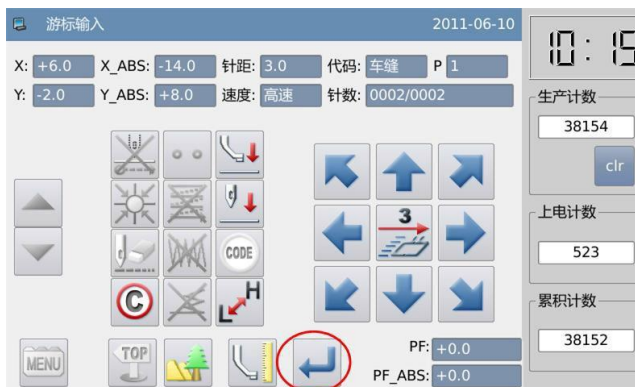 游标输入 2011-06-10
X: +6.0 X_ABS: -14.0 针距: 3.0 代码: 车缝 P 1
Y: -2.0 Y_ABS: +8.0 速度: 高速 针数: 0002/0002
10:15
生产计数
38154
clr
上电计数
523
累积计数
38152
3
CODE
C
H
L
MENU
TOP
PF: +0.0
PF_ABS: +0.0